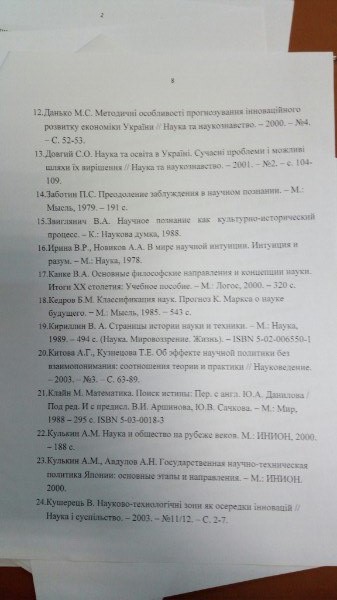 2
8
12.Данько М.С. Методичні особливості прогнозування інноваційного
розвитку економіки України // Наука та наукознавство. – 2000. – №4.
– С. 52-53.
13.Довгий С.О. Наука та освіта в Україні. Сучасні проблеми і можливі
шляхи їх вирішення // Наука та наукознавство. – 2001. – №2. – с. 104-
109.
14.Заботин П.С. Преодоление заблуждения в научном познании. – М.:
Мысль, 1979. – 191 с.
15.Звиглянич В.А. Научное познание как культурно-исторический
процесс. – К.: Наукова думка, 1988.
16.Ирина В.Р., Новиков А.А. В мире научной интуиции. Интуиция и
разум. – М.: Наука, 1978.
17.Канке В.А. Основные философские направления и концепции науки.
Итоги XX столетия: Учебное пособие. – М.: Логос, 2000. – 320 с.
18.Кедров Б.М. Классификация наук. Прогноз К. Маркса о науке
будущего. – М.: Мысль, 1985. – 543 с.
19.Кириллин В. А. Страницы истории науки и техники. – М.: Наука,
1989. – 494 с. (Наука. Мировоззрение. Жизнь). – ISBN 5-02-006550-1
20.Китова А.Г., Кузнецова Т.Е. Об эффекте научной политики без
взаимопонимания: соотношения теории и практики // Науковедение.
– 2003. – №3. – С. 63-89.
21.Клайн М. Математика. Поиск истины: Пер. с англ. Ю.А. Данилова /
Под ред. И с предисл. В.И. Аршинова, Ю.В. Сачкова. – М.: Мир,
1988 – 295 с. ISBN 5-03-0018-3
22.Кулькин А.М. Наука и общество на рубеже веков. М.: ИНИОН, 2000.
– 188 с.
23.Кулькин А.М., Авдулов А.Н. Государственная научно-техническая
политика Японии: основные этапы и направления. – М.: ИНИОН.
2000.
24.Кушерець В. Науково-технологічні зони як осередки інновацій //
Наука і суспільство. – 2003. – №11/12. – С. 2-7.